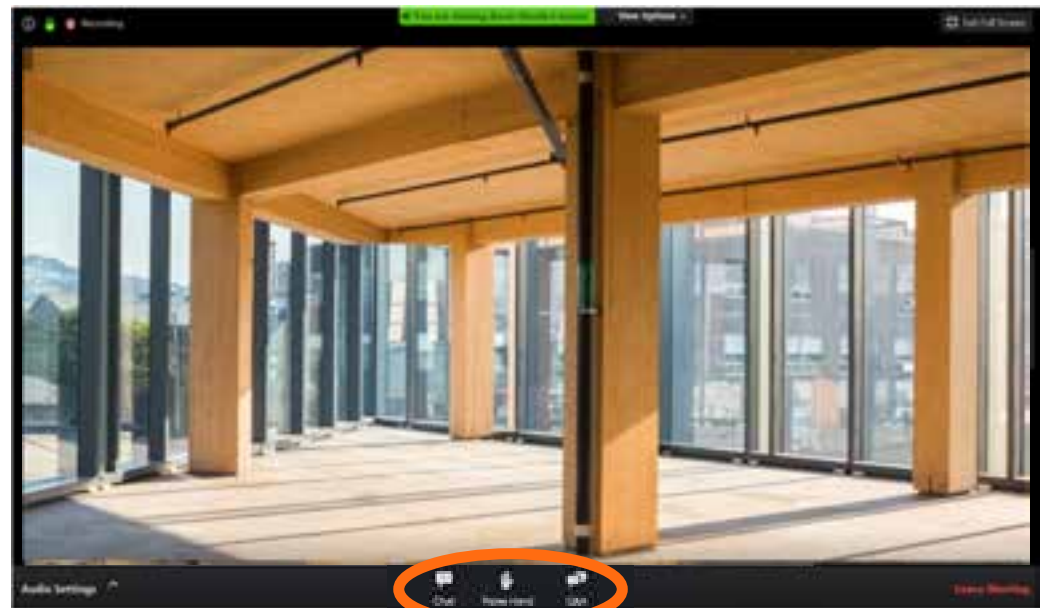 Recording
View Options
Exit Full Screen
Audio Settings
Chat
Raise Hand
Q&A
Leave Meeting